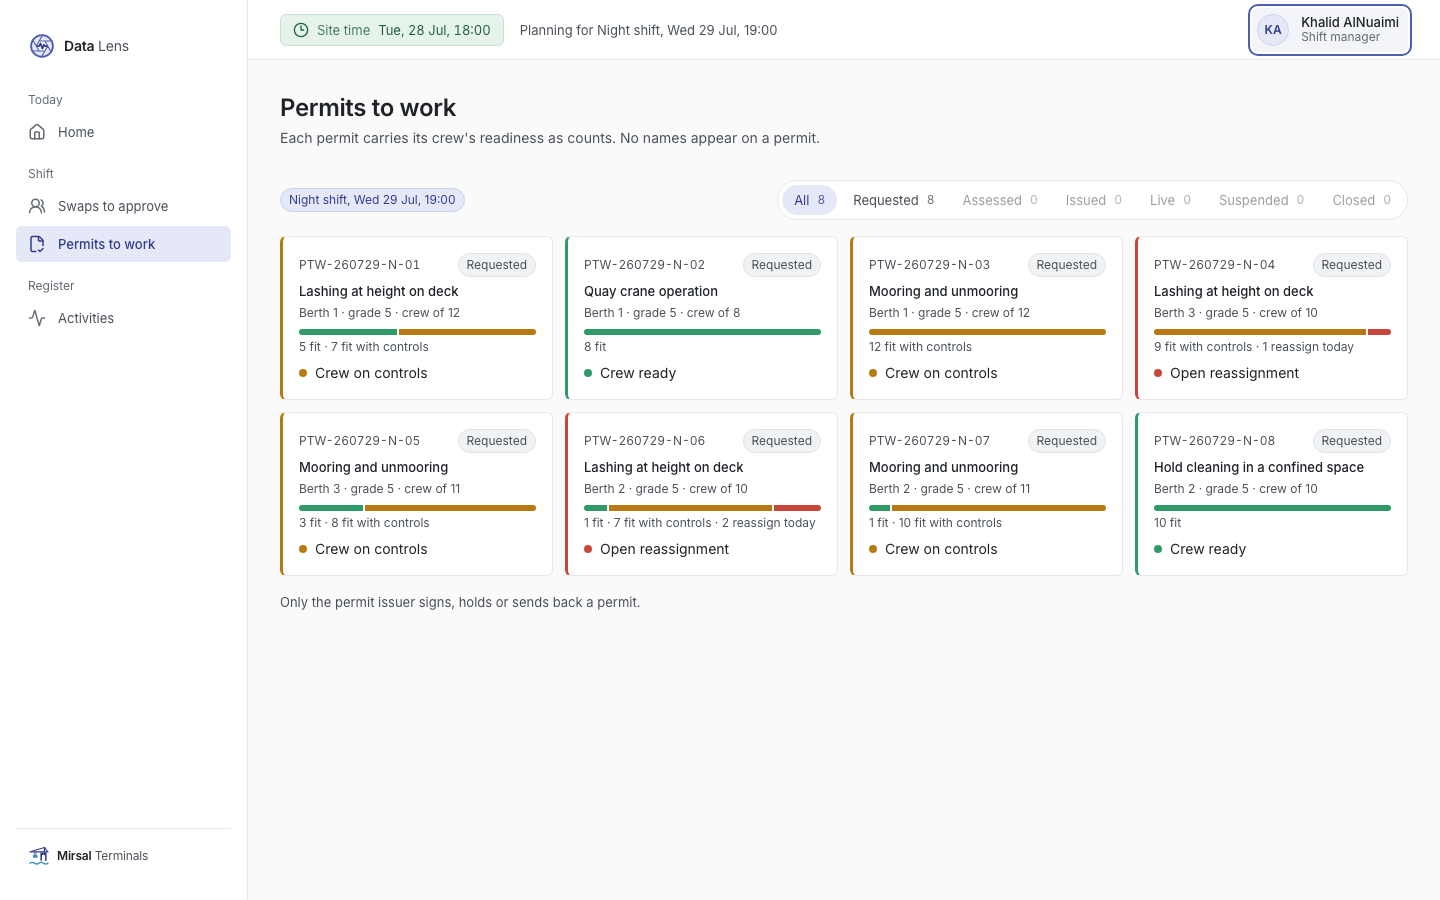 Data Lens
Today
Home
Shift
Swaps to approve
Permits to work
Register
Activities
Mirsal Terminals
Site time Tue, 28 Jul, 18:00
Planning for Night shift, Wed 29 Jul, 19:00
KA
Khalid AlNuaimi
Shift manager
Permits to work
Each permit carries its crew's readiness as counts. No names appear on a permit.
Night shift, Wed 29 Jul, 19:00
All 8
Requested 8
Assessed 0
Issued 0
Live 0
Suspended 0
Closed 0
PTW-260729-N-01 Requested
Lashing at height on deck
Berth 1 · grade 5 · crew of 12
5 fit · 7 fit with controls
Crew on controls
PTW-260729-N-02 Requested
Quay crane operation
Berth 1 · grade 5 · crew of 8
8 fit
Crew ready
PTW-260729-N-03 Requested
Mooring and unmooring
Berth 1 · grade 5 · crew of 12
12 fit with controls
Crew on controls
PTW-260729-N-04 Requested
Lashing at height on deck
Berth 3 · grade 5 · crew of 10
9 fit with controls · 1 reassign today
Open reassignment
PTW-260729-N-05 Requested
Mooring and unmooring
Berth 3 · grade 5 · crew of 11
3 fit · 8 fit with controls
Crew on controls
PTW-260729-N-06 Requested
Lashing at height on deck
Berth 2 · grade 5 · crew of 10
1 fit · 7 fit with controls · 2 reassign today
Open reassignment
PTW-260729-N-07 Requested
Mooring and unmooring
Berth 2 · grade 5 · crew of 11
1 fit · 10 fit with controls
Crew on controls
PTW-260729-N-08 Requested
Hold cleaning in a confined space
Berth 2 · grade 5 · crew of 10
10 fit
Crew ready
Only the permit issuer signs, holds or sends back a permit.